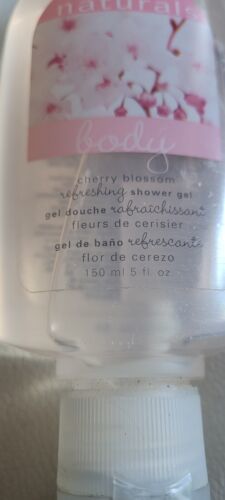 naturals
body
cherry blossom
refreshing shower gel
gel douche rafraîchissant
fleurs de cerisier
gel de baño refrescante
flor de cerezo
150 ml 5 fl. oz.